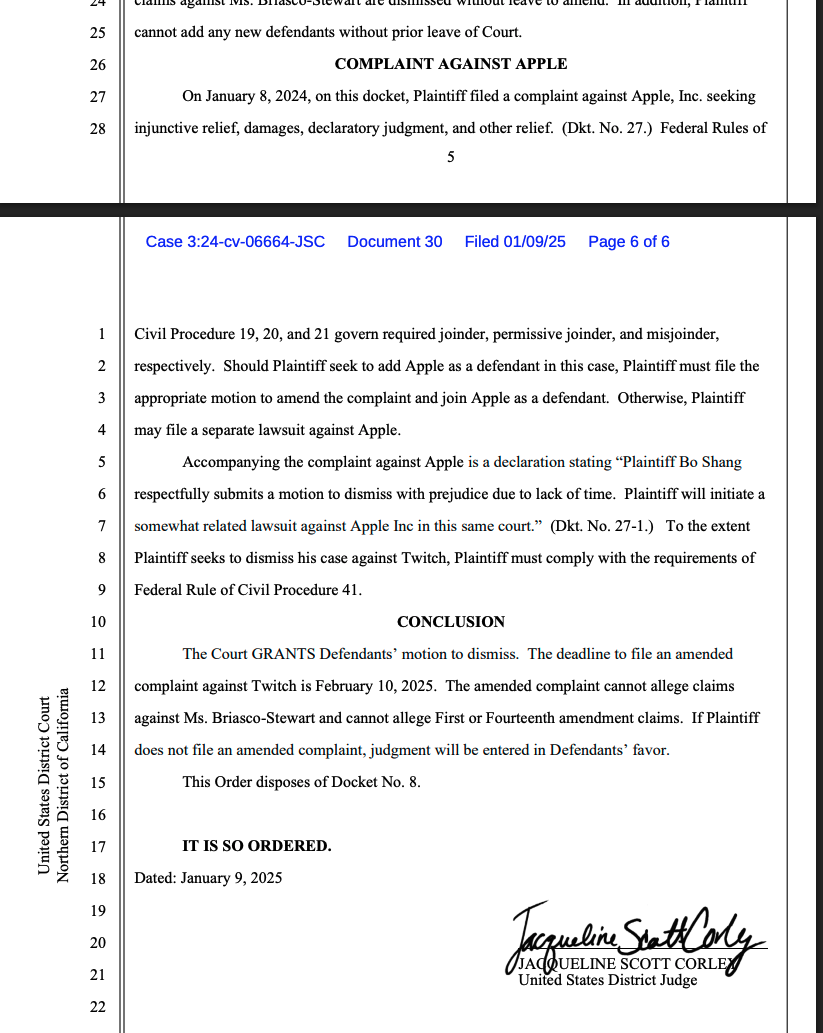 24 claims against Ms. Briasco-Stewart are dismissed without leave to amend. In addition, Plaintiff
25 cannot add any new defendants without prior leave of Court.
26 COMPLAINT AGAINST APPLE
27 On January 8, 2024, on this docket, Plaintiff filed a complaint against Apple, Inc. seeking
28 injunctive relief, damages, declaratory judgment, and other relief. (Dkt. No. 27.) Federal Rules of
5
Case 3:24-cv-06664-JSC Document 30 Filed 01/09/25 Page 6 of 6
1 Civil Procedure 19, 20, and 21 govern required joinder, permissive joinder, and misjoinder,
2 respectively. Should Plaintiff seek to add Apple as a defendant in this case, Plaintiff must file the
3 appropriate motion to amend the complaint and join Apple as a defendant. Otherwise, Plaintiff
4 may file a separate lawsuit against Apple.
5 Accompanying the complaint against Apple is a declaration stating “Plaintiff Bo Shang
6 respectfully submits a motion to dismiss with prejudice due to lack of time. Plaintiff will initiate a
7 somewhat related lawsuit against Apple Inc in this same court.” (Dkt. No. 27-1.) To the extent
8 Plaintiff seeks to dismiss his case against Twitch, Plaintiff must comply with the requirements of
9 Federal Rule of Civil Procedure 41.
10 CONCLUSION
11 The Court GRANTS Defendants’ motion to dismiss. The deadline to file an amended
12 complaint against Twitch is February 10, 2025. The amended complaint cannot allege claims
13 against Ms. Briasco-Stewart and cannot allege First or Fourteenth amendment claims. If Plaintiff
14 does not file an amended complaint, judgment will be entered in Defendants’ favor.
15 This Order disposes of Docket No. 8.
16
17 IT IS SO ORDERED.
18 Dated: January 9, 2025
19
20 Jacqueline Scott Corley
21 JACQUELINE SCOTT CORLEY
United States District Judge
22
United States District Court
Northern District of California